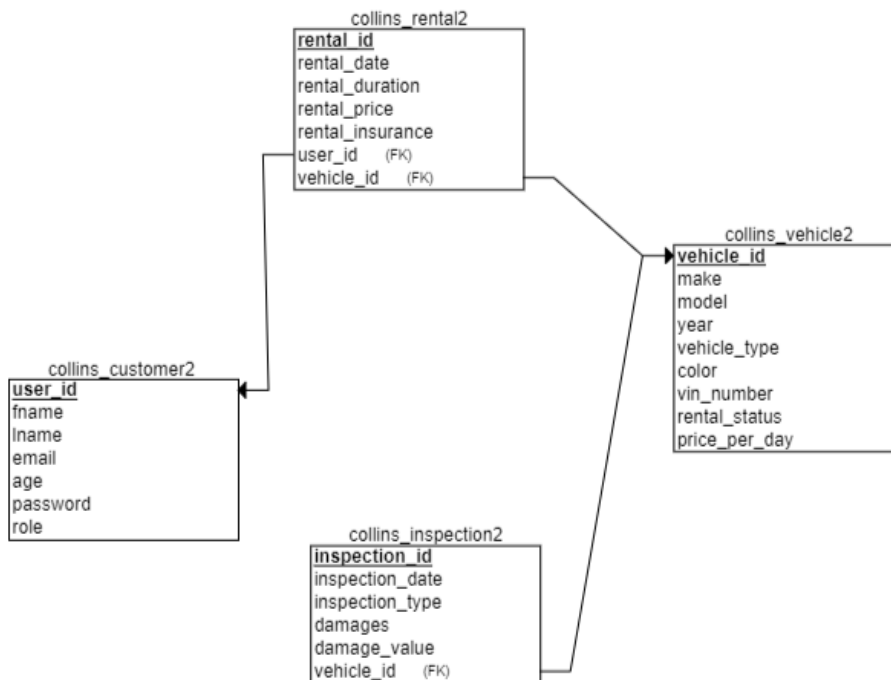 collins_rental2
rental_id
rental_date
rental_duration
rental_price
rental_insurance
user_id (FK)
vehicle_id (FK)
collins_vehicle2
vehicle_id
make
model
year
vehicle_type
color
vin_number
rental_status
price_per_day
collins_customer2
user_id
fname
lname
email
age
password
role
collins_inspection2
inspection_id
inspection_date
inspection_type
damages
damage_value
vehicle_id (FK)